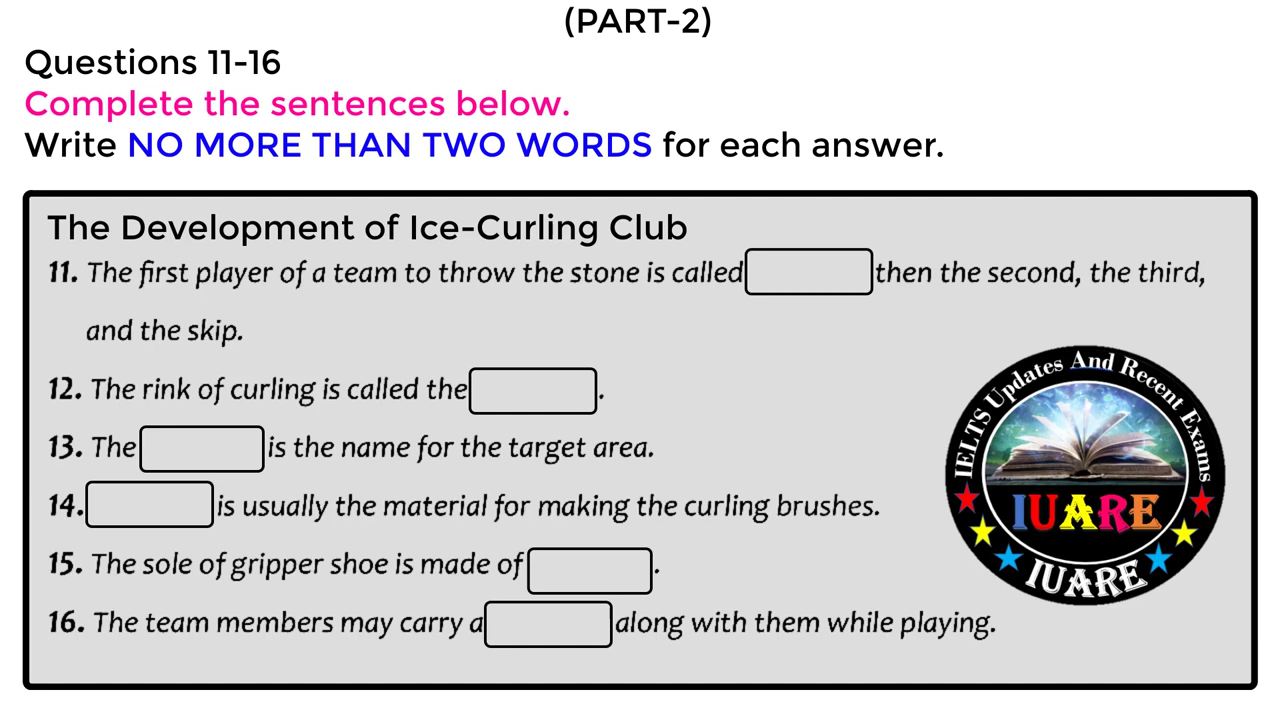 (PART-2)
Questions 11-16
Complete the sentences below.
Write NO MORE THAN TWO WORDS for each answer.
The Development of Ice-Curling Club
11. The first player of a team to throw the stone is called then the second, the third,
and the skip.
12. The rink of curling is called the .
13. The is the name for the target area.
14. is usually the material for making the curling brushes.
15. The sole of gripper shoe is made of .
16. The team members may carry a along with them while playing.
IELTS Updates And Recent Exams
IUARE
IUARE